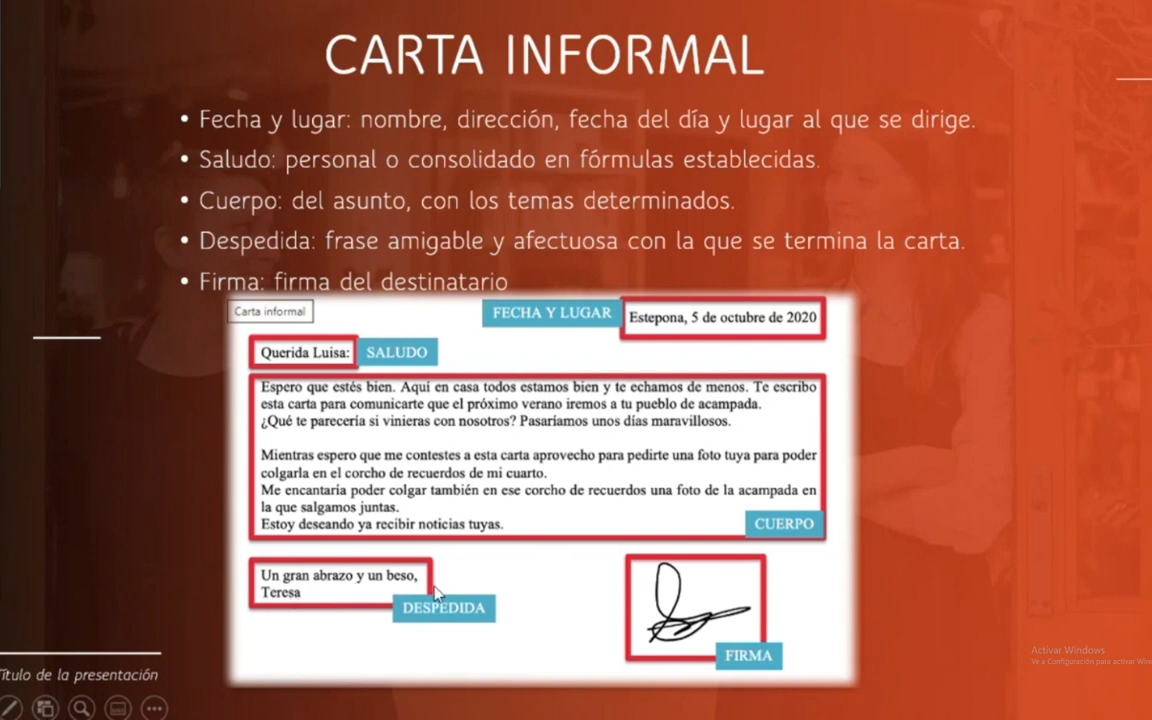 CARTA INFORMAL
• Fecha y lugar: nombre, dirección, fecha del día y lugar al que se dirige.
• Saludo: personal o consolidado en fórmulas establecidas.
• Cuerpo: del asunto, con los temas determinados.
• Despedida: frase amigable y afectuosa con la que se termina la carta.
• Firma: firma del destinatario
Carta informal
FECHA Y LUGAR
Estepona, 5 de octubre de 2020
Querida Luisa:
SALUDO
Espero que estés bien. Aquí en casa todos estamos bien y te echamos de menos. Te escribo
esta carta para comunicarte que el próximo verano iremos a tu pueblo de acampada.
¿Qué te parecería si vinieras con nosotros? Pasaríamos unos días maravillosos.
Mientras espero que me contestes a esta carta aprovecho para pedirte una foto tuya para poder
colgarla en el corcho de recuerdos de mi cuarto.
Me encantaría poder colgar también en ese corcho de recuerdos una foto de la acampada en
la que salgamos juntas.
Estoy deseando ya recibir noticias tuyas.
CUERPO
Un gran abrazo y un beso,
Teresa
DESPEDIDA
FIRMA
Título de la presentación
Activar Windows
Ve a Configuración para activar Win